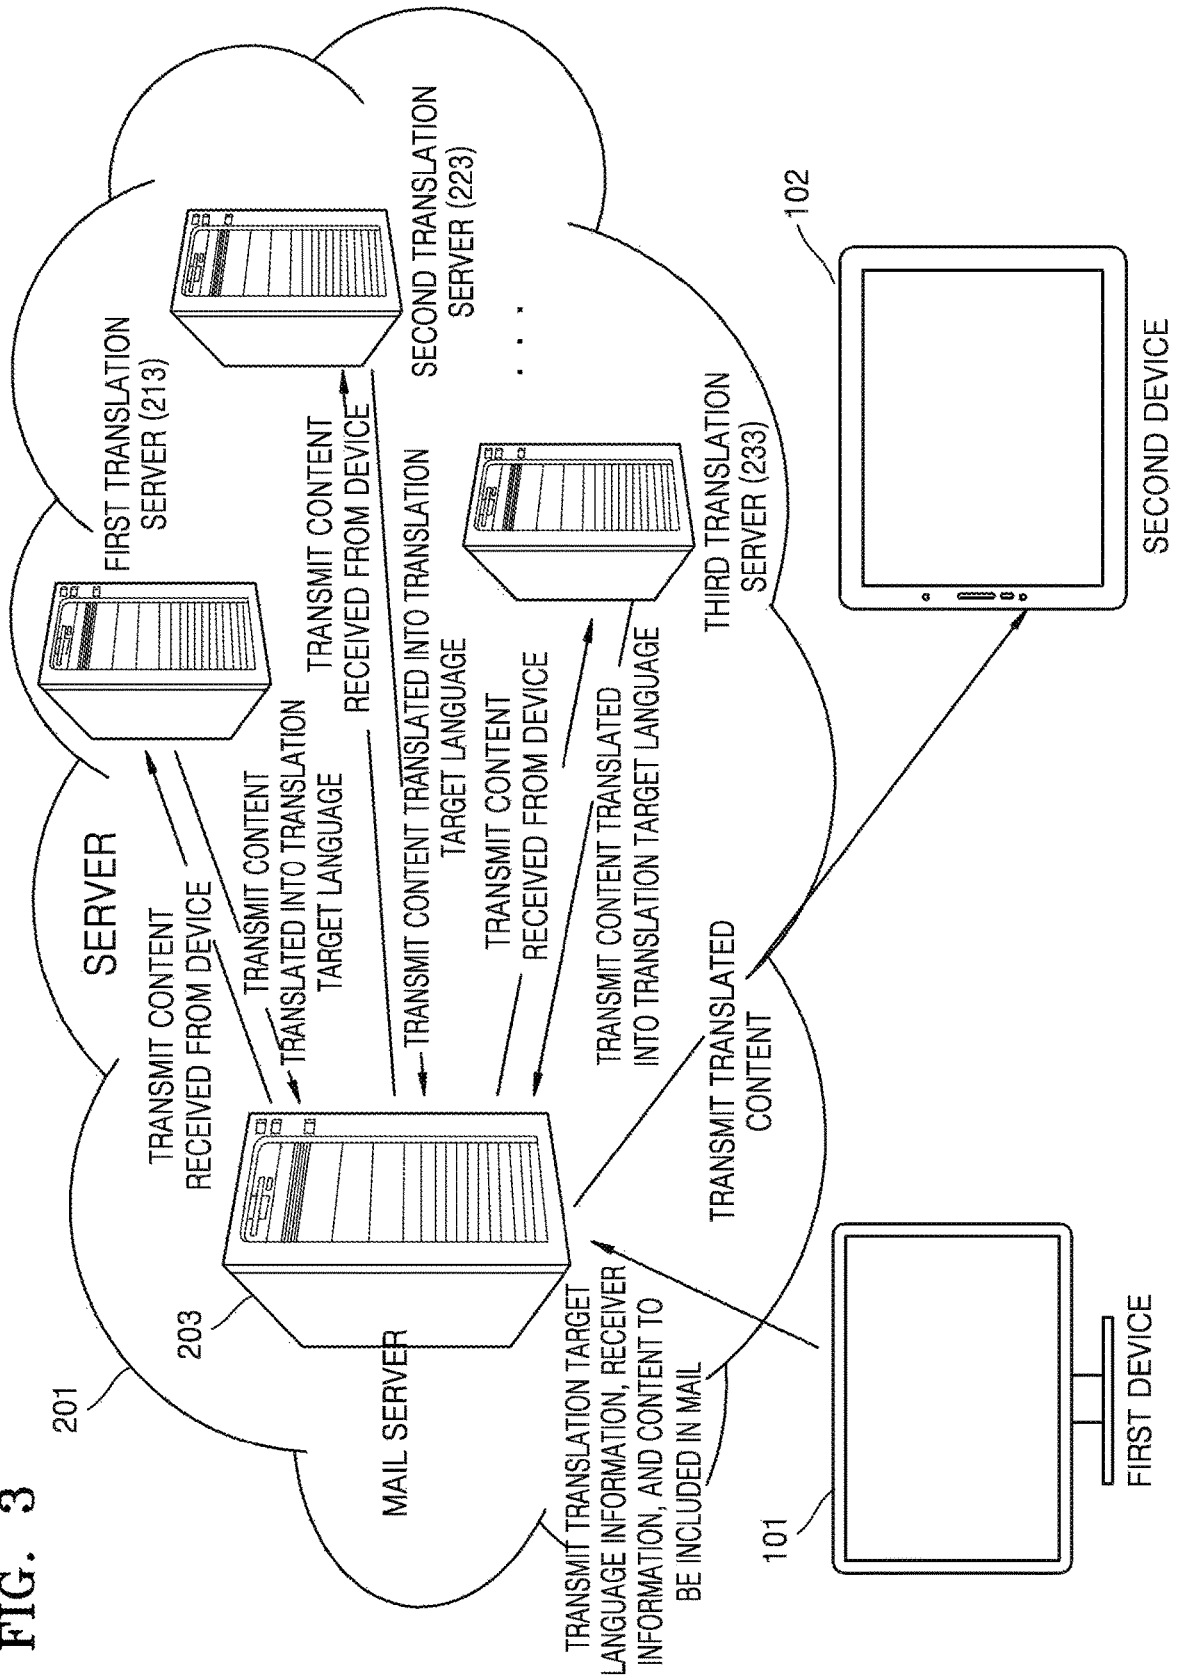 FIG. 3
201
203
SERVER
MAIL SERVER
FIRST TRANSLATION
SERVER (213)
SECOND TRANSLATION
SERVER (223)
. . .
THIRD TRANSLATION
SERVER (233)
TRANSMIT CONTENT
RECEIVED FROM DEVICE
TRANSMIT CONTENT
TRANSLATED INTO TRANSLATION
TARGET LANGUAGE
TRANSMIT CONTENT
RECEIVED FROM DEVICE
TRANSMIT CONTENT TRANSLATED INTO TRANSLATION
TARGET LANGUAGE
TRANSMIT CONTENT
RECEIVED FROM DEVICE
TRANSMIT CONTENT TRANSLATED
INTO TRANSLATION TARGET LANGUAGE
TRANSMIT TRANSLATION TARGET
LANGUAGE INFORMATION, RECEIVER
INFORMATION, AND CONTENT TO
BE INCLUDED IN MAIL
TRANSMIT TRANSLATED
CONTENT
101
FIRST DEVICE
102
SECOND DEVICE